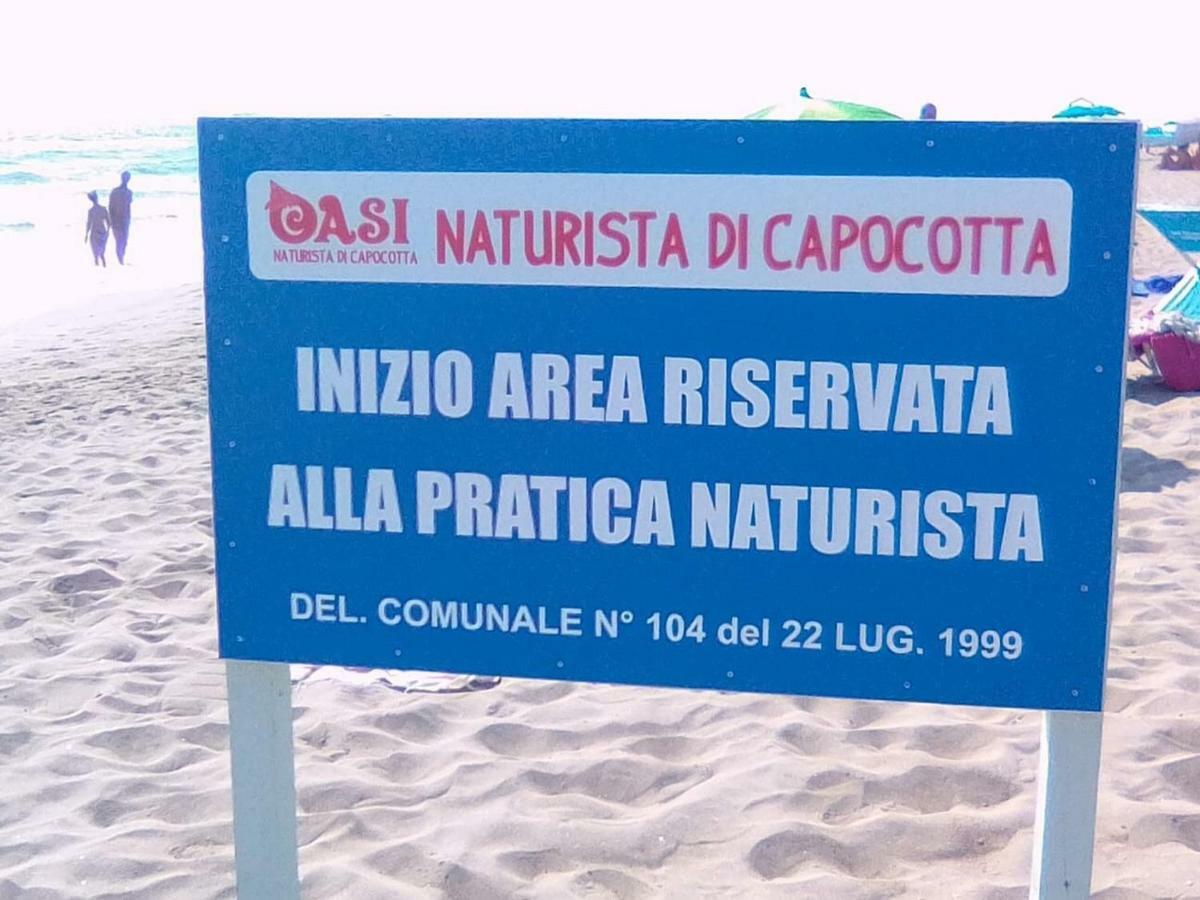 OASI
NATURISTA DI CAPOCOTTA
NATURISTA DI CAPOCOTTA
INIZIO AREA RISERVATA
ALLA PRATICA NATURISTA
DEL. COMUNALE N° 104 del 22 LUG. 1999